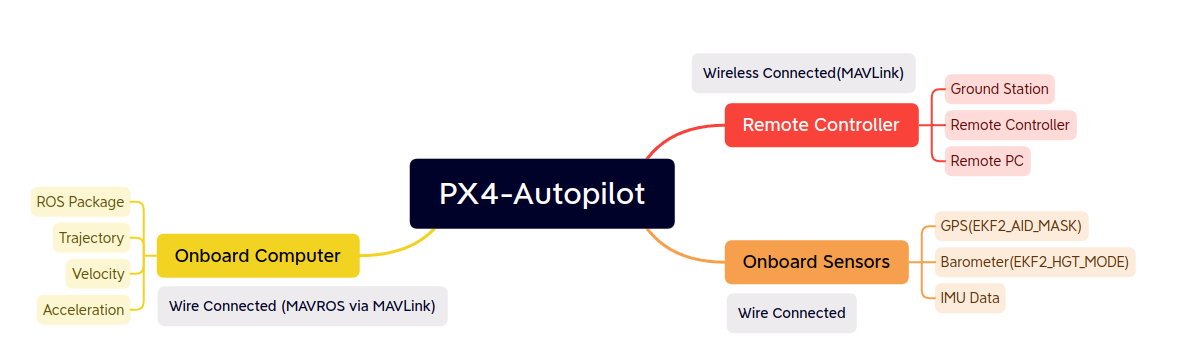 PX4-Autopilot
Wireless Connected(MAVLink)
Remote Controller
Ground Station
Remote Controller
Remote PC
Onboard Sensors
GPS(EKF2_AID_MASK)
Barometer(EKF2_HGT_MODE)
IMU Data
Wire Connected
Onboard Computer
ROS Package
Trajectory
Velocity
Acceleration
Wire Connected (MAVROS via MAVLink)